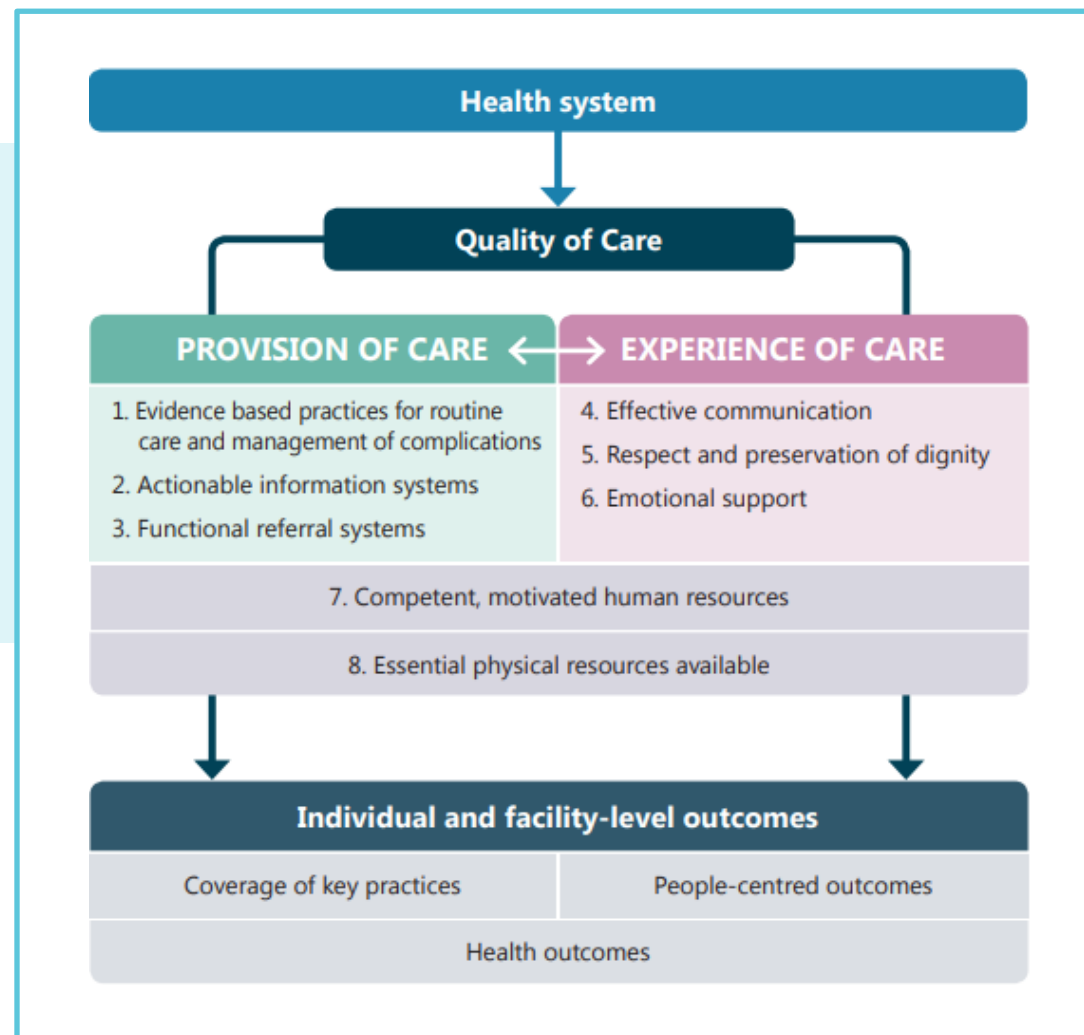 Health system
Quality of Care
PROVISION OF CARE
1. Evidence based practices for routine
care and management of complications
2. Actionable information systems
3. Functional referral systems
EXPERIENCE OF CARE
4. Effective communication
5. Respect and preservation of dignity
6. Emotional support
7. Competent, motivated human resources
8. Essential physical resources available
Individual and facility-level outcomes
Coverage of key practices
People-centred outcomes
Health outcomes